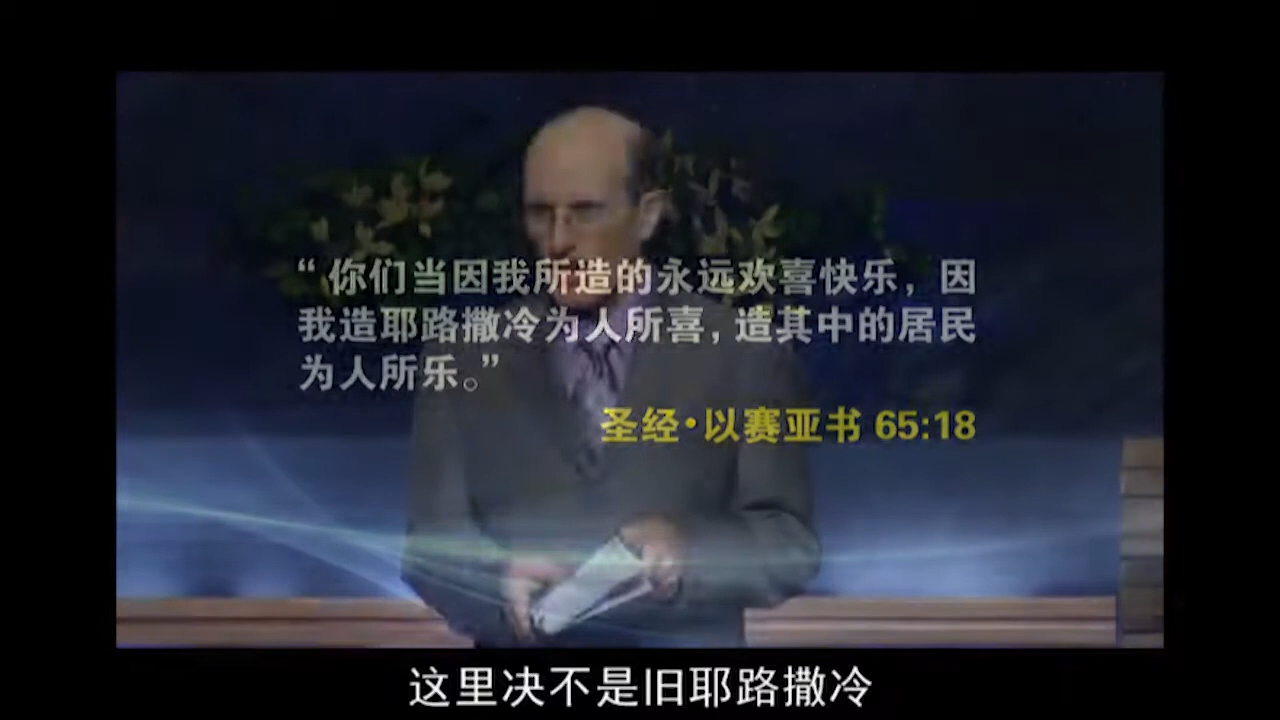 “你们当因我所造的永远欢喜快乐，因
我造耶路撒冷为人所喜，造其中的居民
为人所乐。”
圣经•以赛亚书 65:18
这里决不是旧耶路撒冷